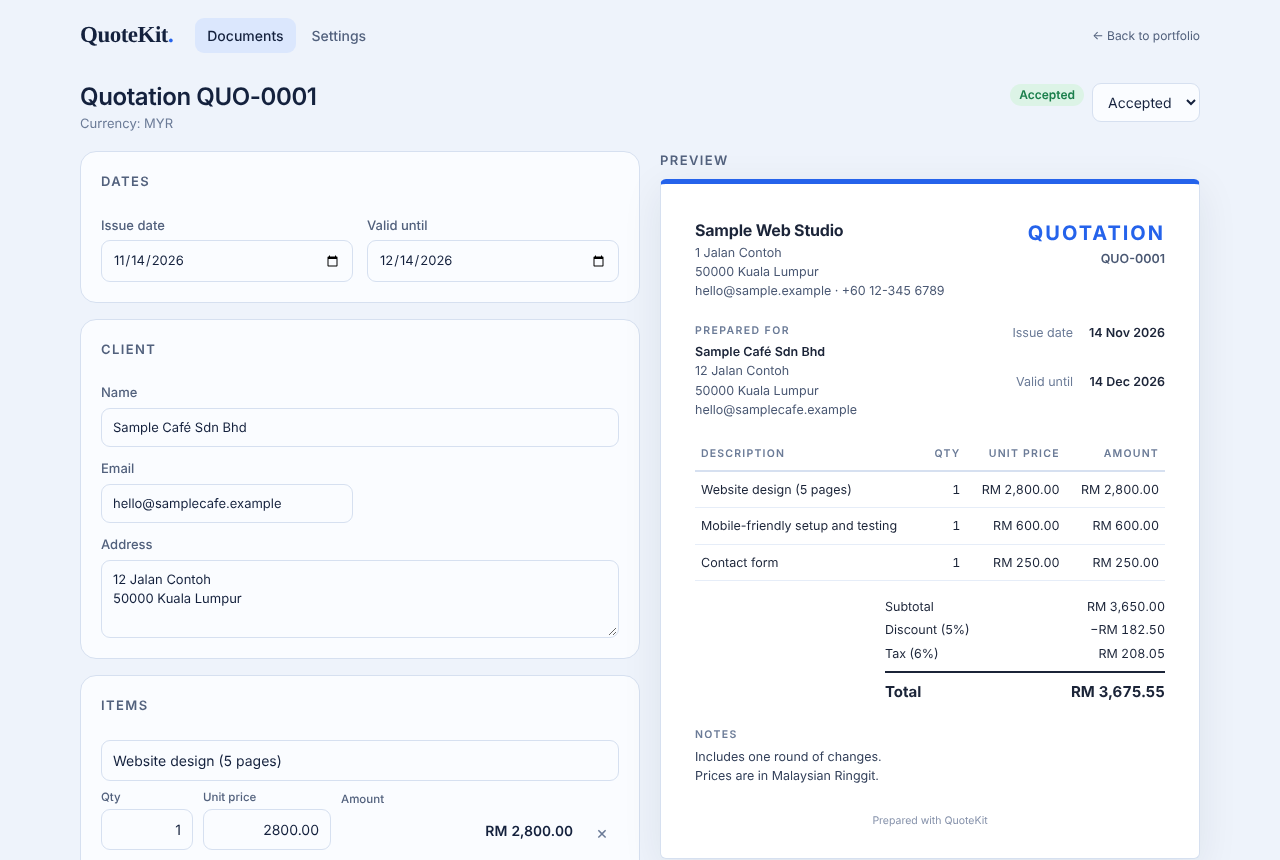 QuoteKit.
Documents
Settings
← Back to portfolio
Quotation QUO-0001
Currency: MYR
Accepted
Accepted
DATES
Issue date
Valid until
11/14/2026
12/14/2026
CLIENT
Name
Sample Café Sdn Bhd
Email
hello@samplecafe.example
Address
12 Jalan Contoh
50000 Kuala Lumpur
ITEMS
Website design (5 pages)
Qty
Unit price
Amount
1
2800.00
RM 2,800.00
×
PREVIEW
Sample Web Studio
1 Jalan Contoh
50000 Kuala Lumpur
hello@sample.example · +60 12-345 6789
QUOTATION
QUO-0001
PREPARED FOR
Sample Café Sdn Bhd
12 Jalan Contoh
50000 Kuala Lumpur
hello@samplecafe.example
Issue date 14 Nov 2026
Valid until 14 Dec 2026
DESCRIPTION QTY UNIT PRICE AMOUNT
Website design (5 pages) 1 RM 2,800.00 RM 2,800.00
Mobile-friendly setup and testing 1 RM 600.00 RM 600.00
Contact form 1 RM 250.00 RM 250.00
Subtotal RM 3,650.00
Discount (5%) −RM 182.50
Tax (6%) RM 208.05
Total RM 3,675.55
NOTES
Includes one round of changes.
Prices are in Malaysian Ringgit.
Prepared with QuoteKit